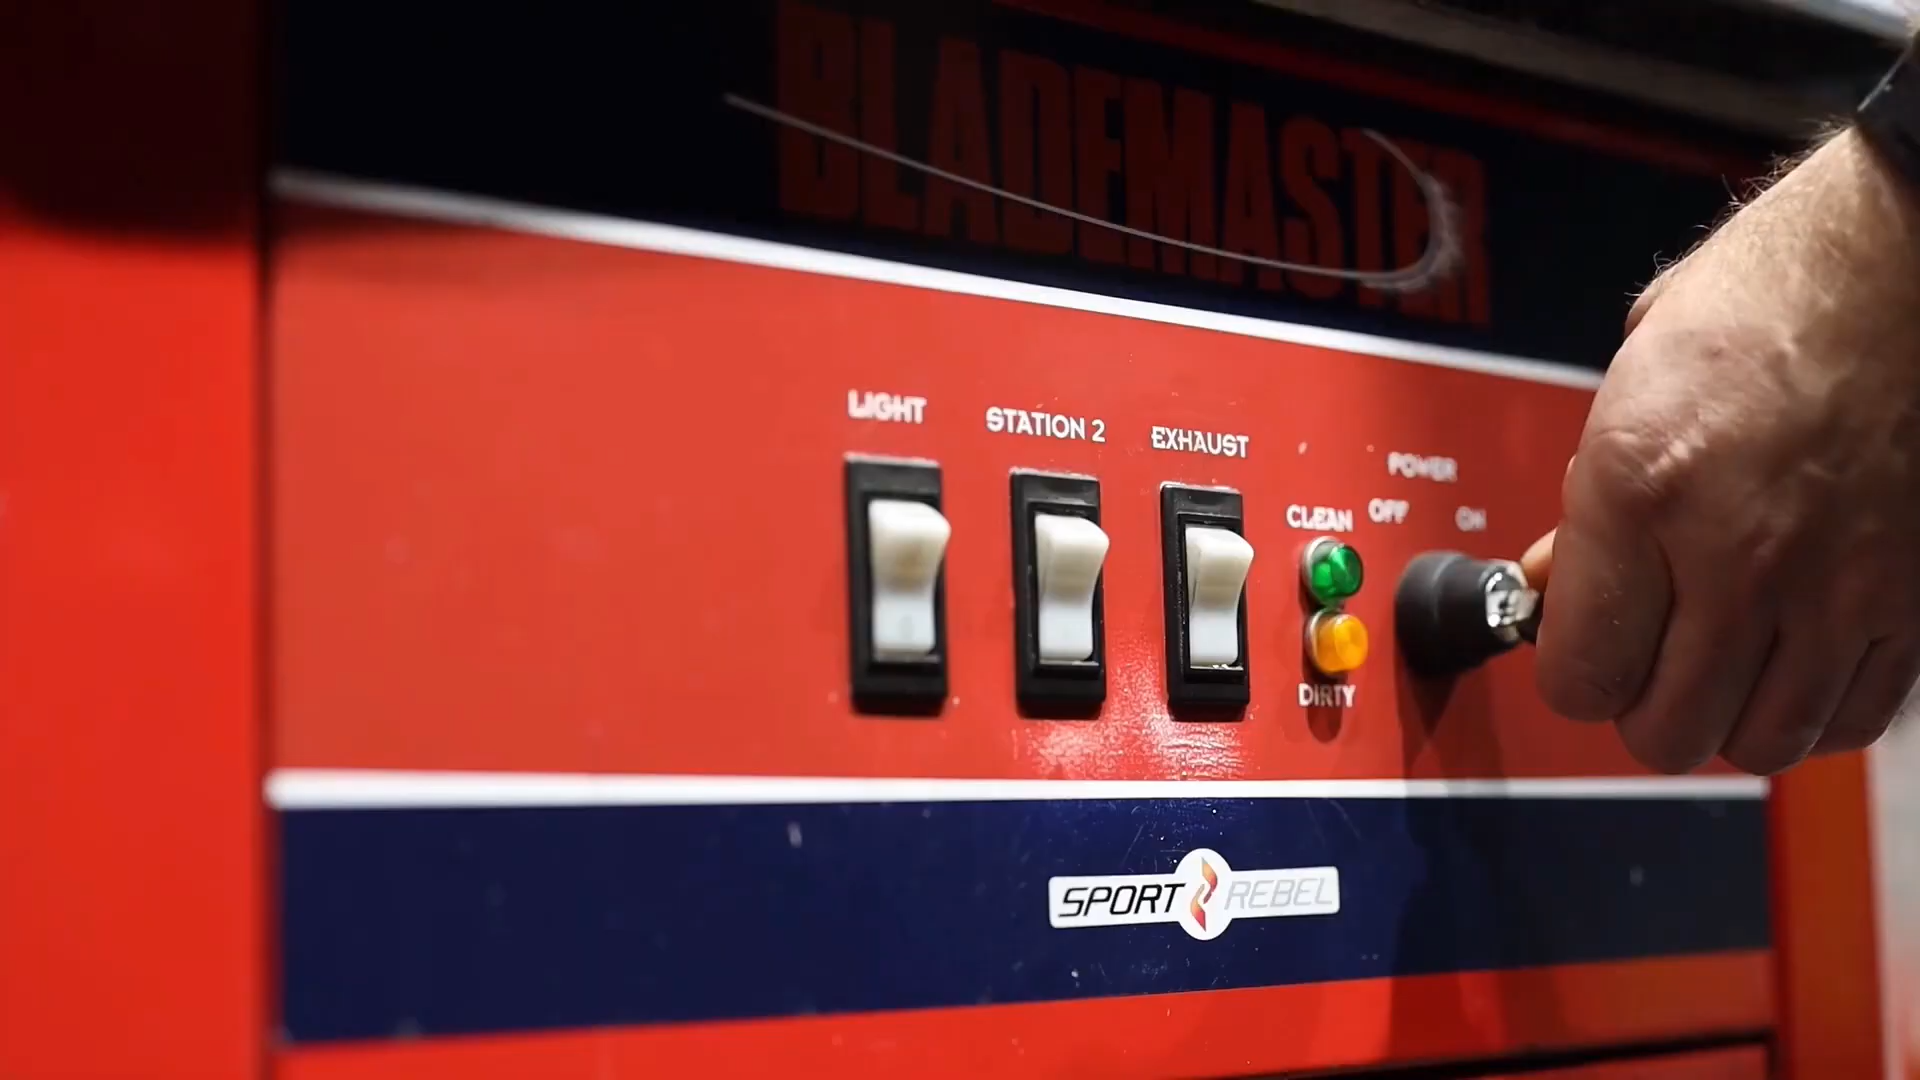 BLADEMASTER
LIGHT
STATION 2
EXHAUST
POWER
OFF
ON
CLEAN
DIRTY
SPORT REBEL